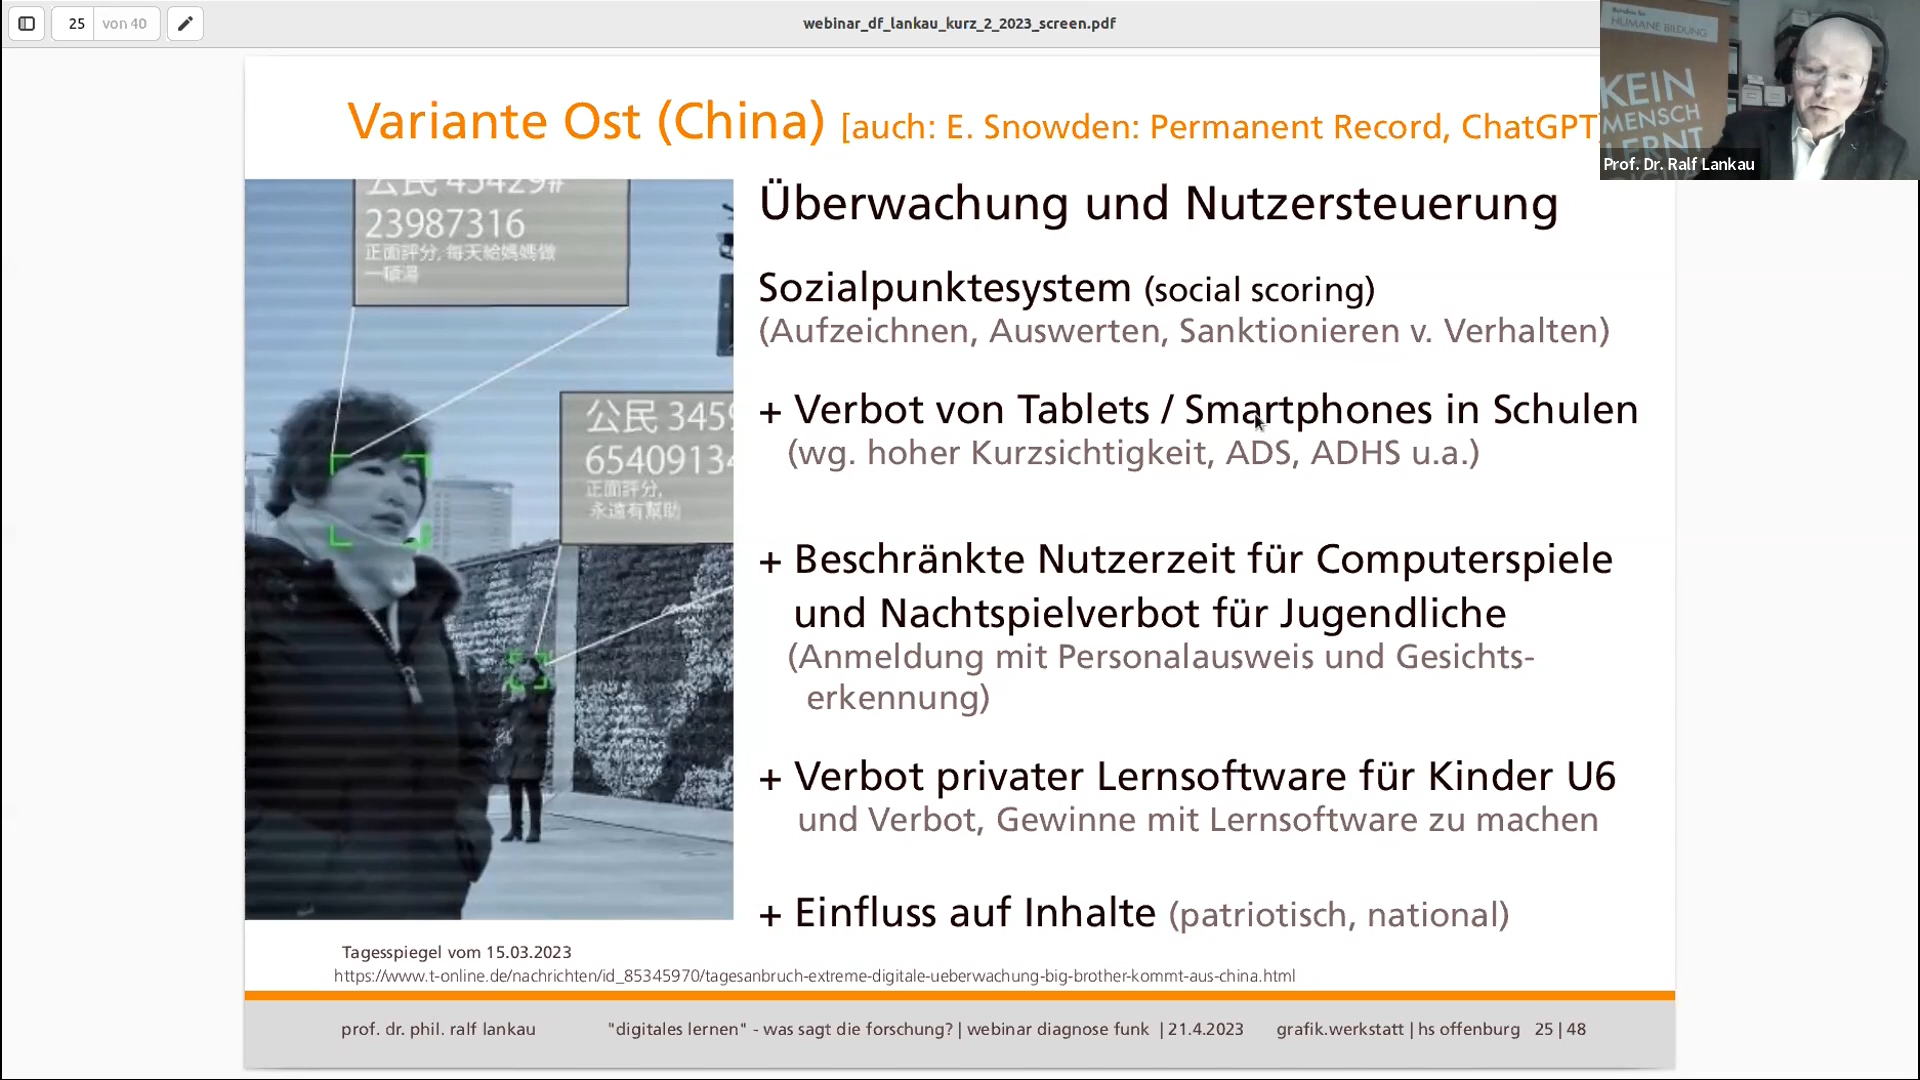 25
von 40
webinar_df_lankau_kurz_2_2023_screen.pdf
HUMANE BILDUNG
KEIN
MENSCH
LERNT
Prof. Dr. Ralf Lankau
Variante Ost (China) [auch: E. Snowden: Permanent Record, ChatGPT
公民 45429#
23987316
正面評分, 每天給媽媽做
一頓湯
公民 3459
65409134
正面評分,
永遠有幫助
Überwachung und Nutzersteuerung
Sozialpunktesystem (social scoring)
(Aufzeichnen, Auswerten, Sanktionieren v. Verhalten)
+ Verbot von Tablets / Smartphones in Schulen
(wg. hoher Kurzsichtigkeit, ADS, ADHS u.a.)
+ Beschränkte Nutzerzeit für Computerspiele
und Nachtspielverbot für Jugendliche
(Anmeldung mit Personalausweis und Gesichts-
erkennung)
+ Verbot privater Lernsoftware für Kinder U6
und Verbot, Gewinne mit Lernsoftware zu machen
+ Einfluss auf Inhalte (patriotisch, national)
Tagesspiegel vom 15.03.2023
https://www.t-online.de/nachrichten/id_85345970/tagesanbruch-extreme-digitale-ueberwachung-big-brother-kommt-aus-china.html
prof. dr. phil. ralf lankau
"digitales lernen" - was sagt die forschung? | webinar diagnose funk | 21.4.2023
grafik.werkstatt | hs offenburg 25 | 48